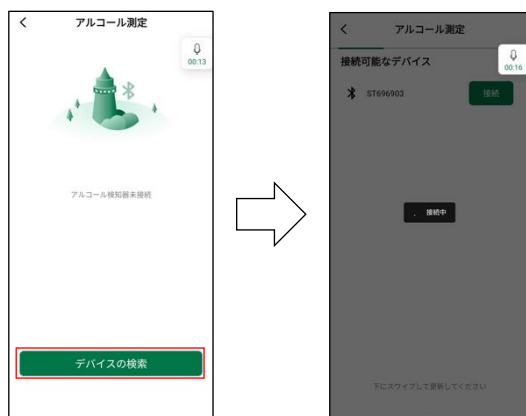 アルコール測定
00:13
アルコール検知器未接続
デバイスの検索
アルコール測定
00:16
接続可能なデバイス
ST696903
接続
接続中
下にスワイプして更新してください